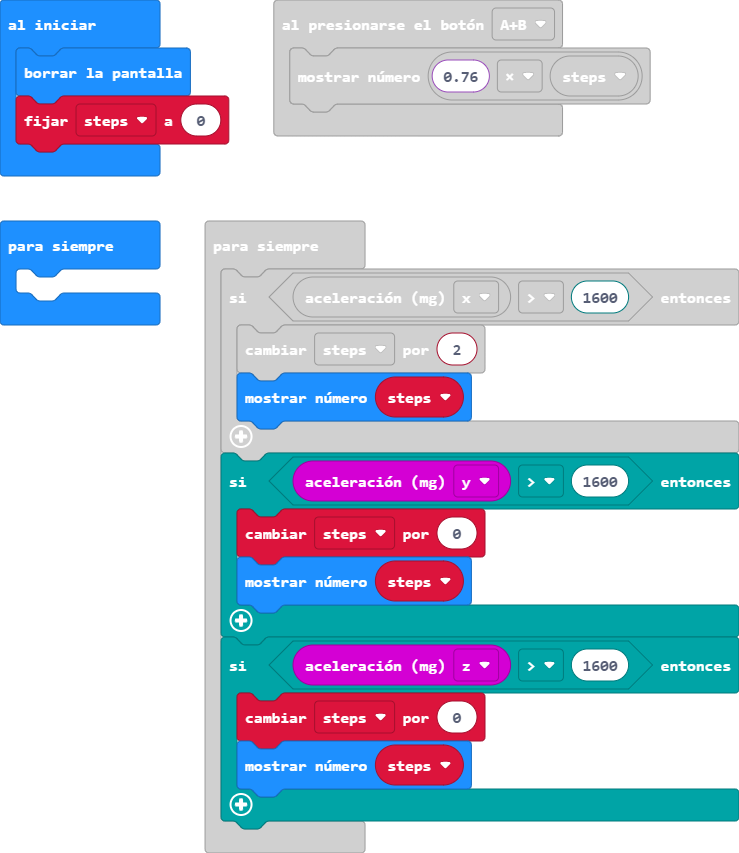 al iniciar
borrar la pantalla
fijar steps a 0
al presionarse el botón A+B
mostrar número 0.76 × steps
para siempre
para siempre
si aceleración (mg) x > 1600 entonces
cambiar steps por 2
mostrar número steps
si aceleración (mg) y > 1600 entonces
cambiar steps por 0
mostrar número steps
si aceleración (mg) z > 1600 entonces
cambiar steps por 0
mostrar número steps